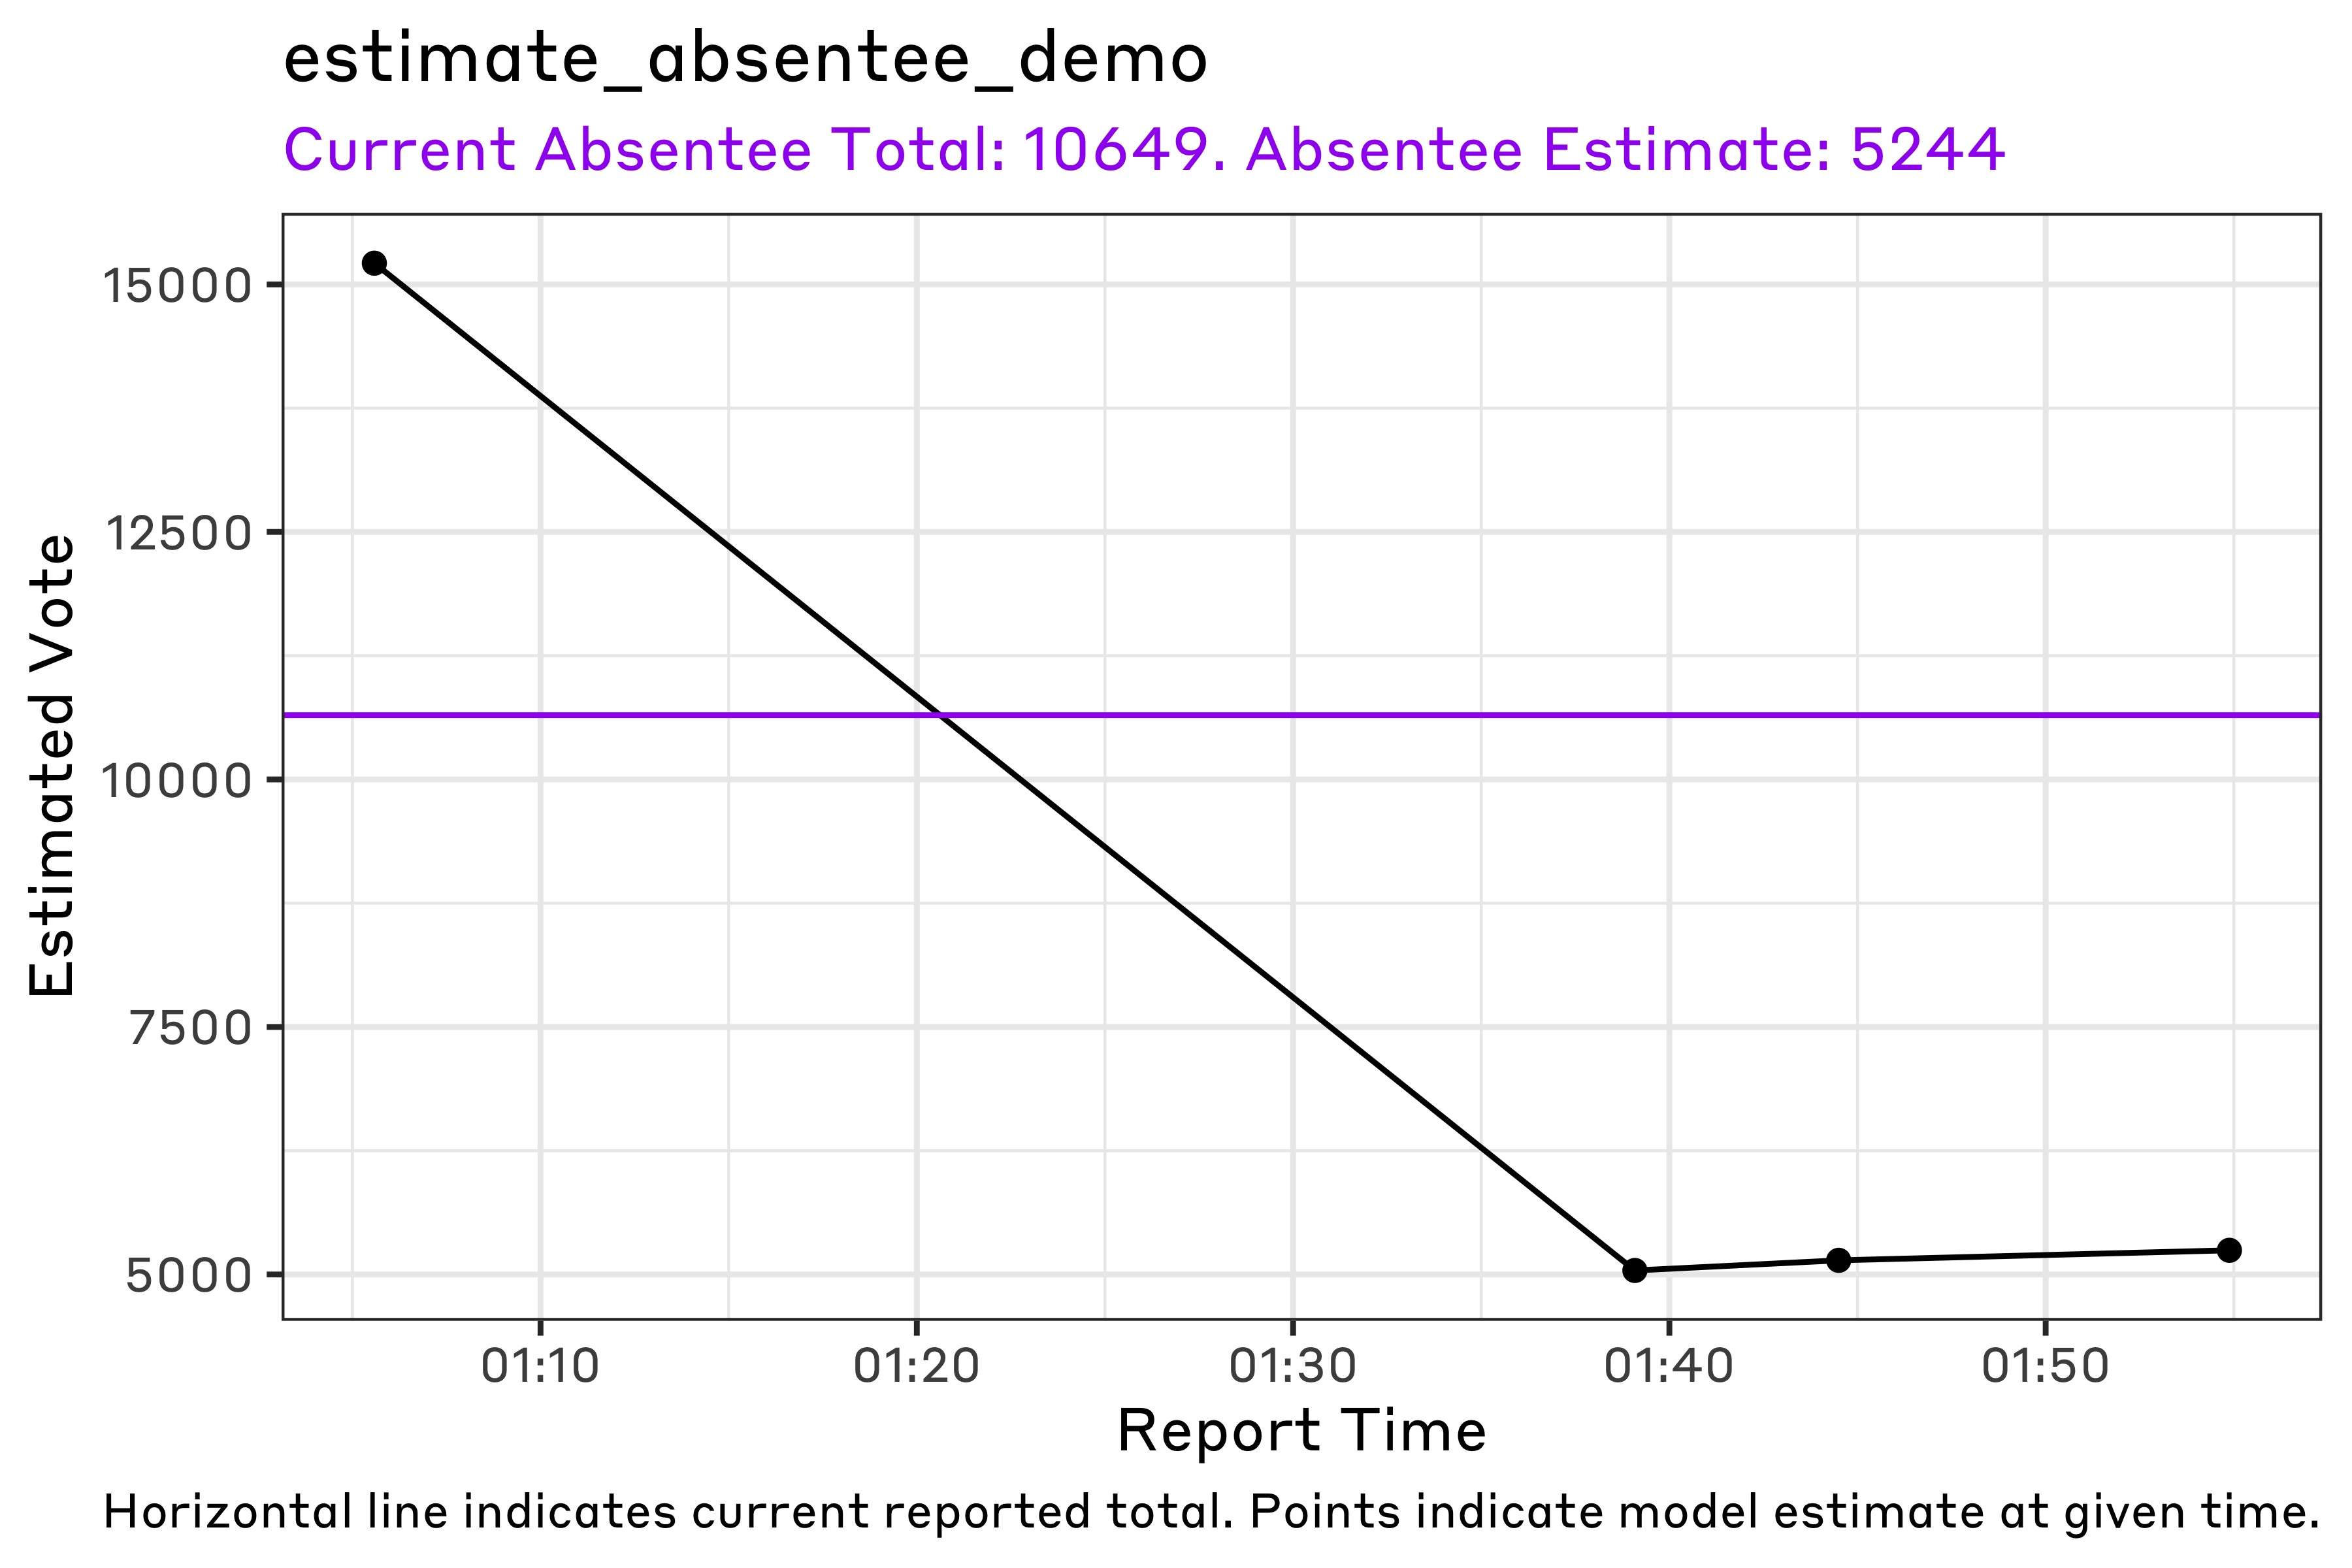 estimate_absentee_demo
Current Absentee Total: 10649. Absentee Estimate: 5244
Estimated Vote
15000
12500
10000
7500
5000
01:10 01:20 01:30 01:40 01:50
Report Time
Horizontal line indicates current reported total. Points indicate model estimate at given time.